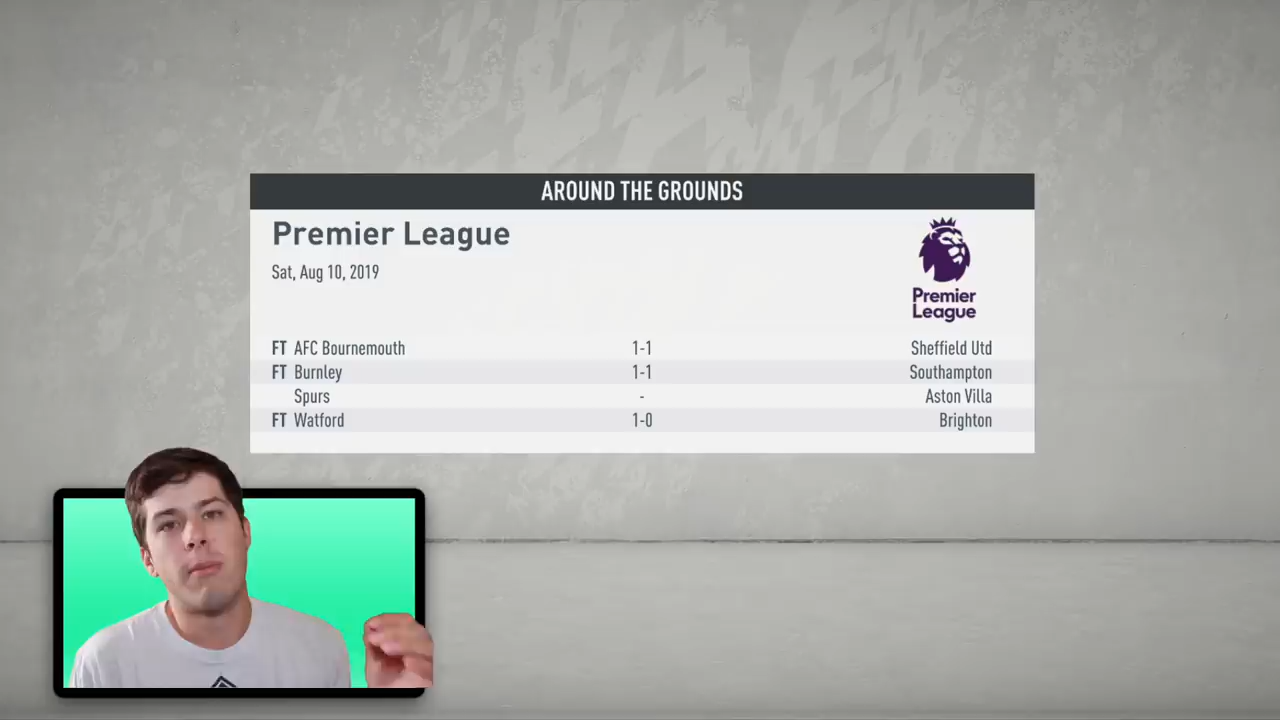 AROUND THE GROUNDS
Premier League
Sat, Aug 10, 2019
Premier
League
FT AFC Bournemouth 1-1 Sheffield Utd
FT Burnley 1-1 Southampton
Spurs - Aston Villa
FT Watford 1-0 Brighton